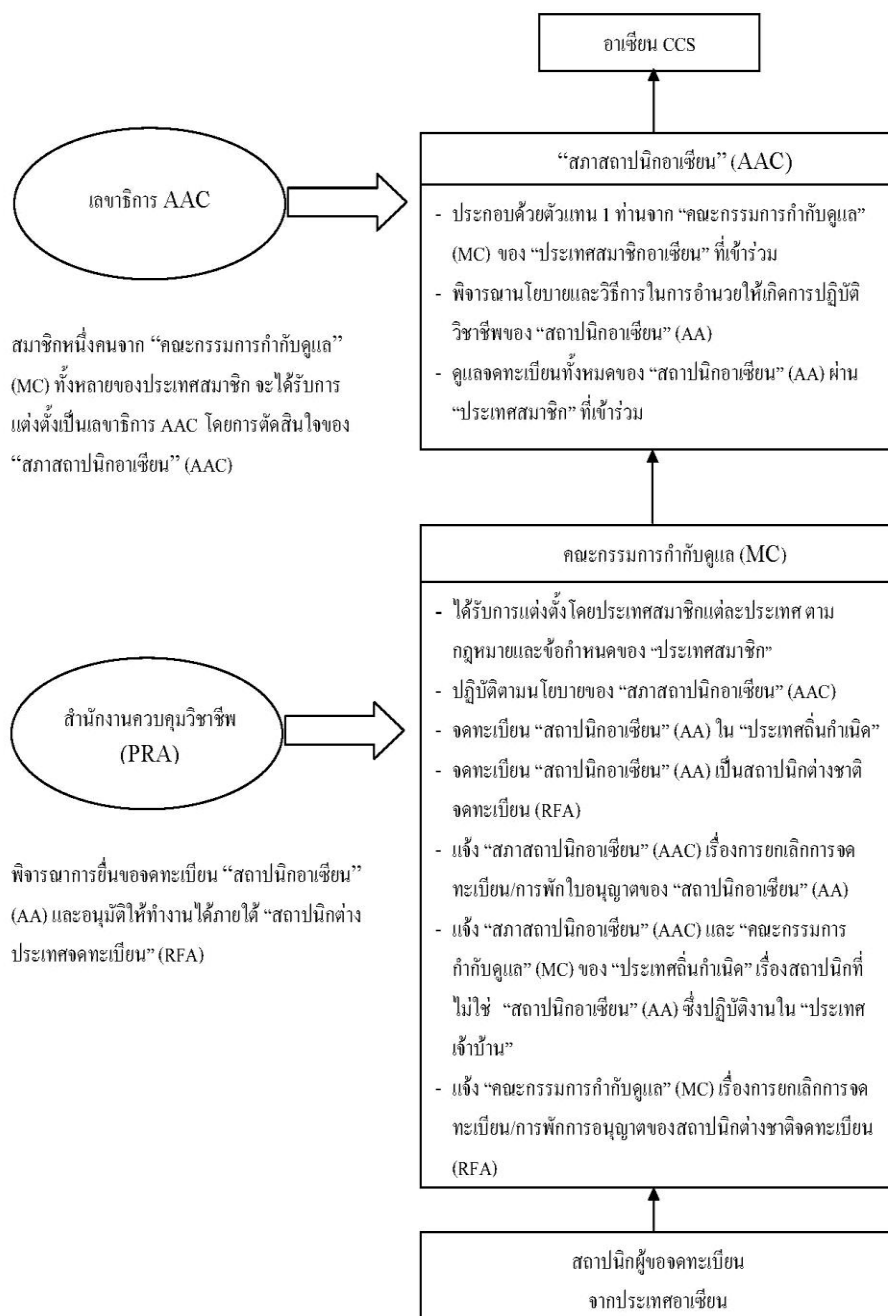 อาเซียน CCS
เลขาธิการ AAC
“สภาสถาปนิกอาเซียน” (AAC)
- ประกอบด้วยตัวแทน 1 ท่านจาก “คณะกรรมการกำกับดูแล”
(MC) ของ “ประเทศสมาชิกอาเซียน” ที่เข้าร่วม
- พิจารณานโยบายและวิธีการในการอำนวยให้เกิดการปฏิบัติ
วิชาชีพของ “สถาปนิกอาเซียน” (AA)
- ดูแลจดทะเบียนทั้งหมดของ “สถาปนิกอาเซียน” (AA) ผ่าน
“ประเทศสมาชิก” ที่เข้าร่วม
สมาชิกหนึ่งคนจาก “คณะกรรมการกำกับดูแล”
(MC) ทั้งหลายของประเทศสมาชิก จะได้รับการ
แต่งตั้งเป็นเลขาธิการ AAC โดยการตัดสินใจของ
“สภาสถาปนิกอาเซียน” (AAC)
คณะกรรมการกำกับดูแล (MC)
- ได้รับการแต่งตั้งโดยประเทศสมาชิกแต่ละประเทศ ตาม
กฎหมายและข้อกำหนดของ “ประเทศสมาชิก”
- ปฏิบัติตามนโยบายของ “สภาสถาปนิกอาเซียน” (AAC)
- จดทะเบียน “สถาปนิกอาเซียน” (AA) ใน “ประเทศถิ่นกำเนิด”
- จดทะเบียน “สถาปนิกอาเซียน” (AA) เป็นสถาปนิกต่างชาติ
จดทะเบียน (RFA)
- แจ้ง “สภาสถาปนิกอาเซียน” (AAC) เรื่องการยกเลิกการจด
ทะเบียน/การพักใบอนุญาตของ “สถาปนิกอาเซียน” (AA)
- แจ้ง “สภาสถาปนิกอาเซียน” (AAC) และ “คณะกรรมการ
กำกับดูแล” (MC) ของ “ประเทศถิ่นกำเนิด” เรื่องสถาปนิกที่
ไม่ใช่ “สถาปนิกอาเซียน” (AA) ซึ่งปฏิบัติงานใน “ประเทศ
เจ้าบ้าน”
- แจ้ง “คณะกรรมการกำกับดูแล” (MC) เรื่องการยกเลิกการจด
ทะเบียน/การพักการอนุญาตของสถาปนิกต่างชาติจดทะเบียน
(RFA)
สำนักงานควบคุมวิชาชีพ
(PRA)
พิจารณาการยื่นขอจดทะเบียน “สถาปนิกอาเซียน”
(AA) และอนุมัติให้ทำงานได้ภายใต้ “สถาปนิกต่าง
ประเทศจดทะเบียน” (RFA)
สถาปนิกผู้ขอจดทะเบียน
จากประเทศอาเซียน